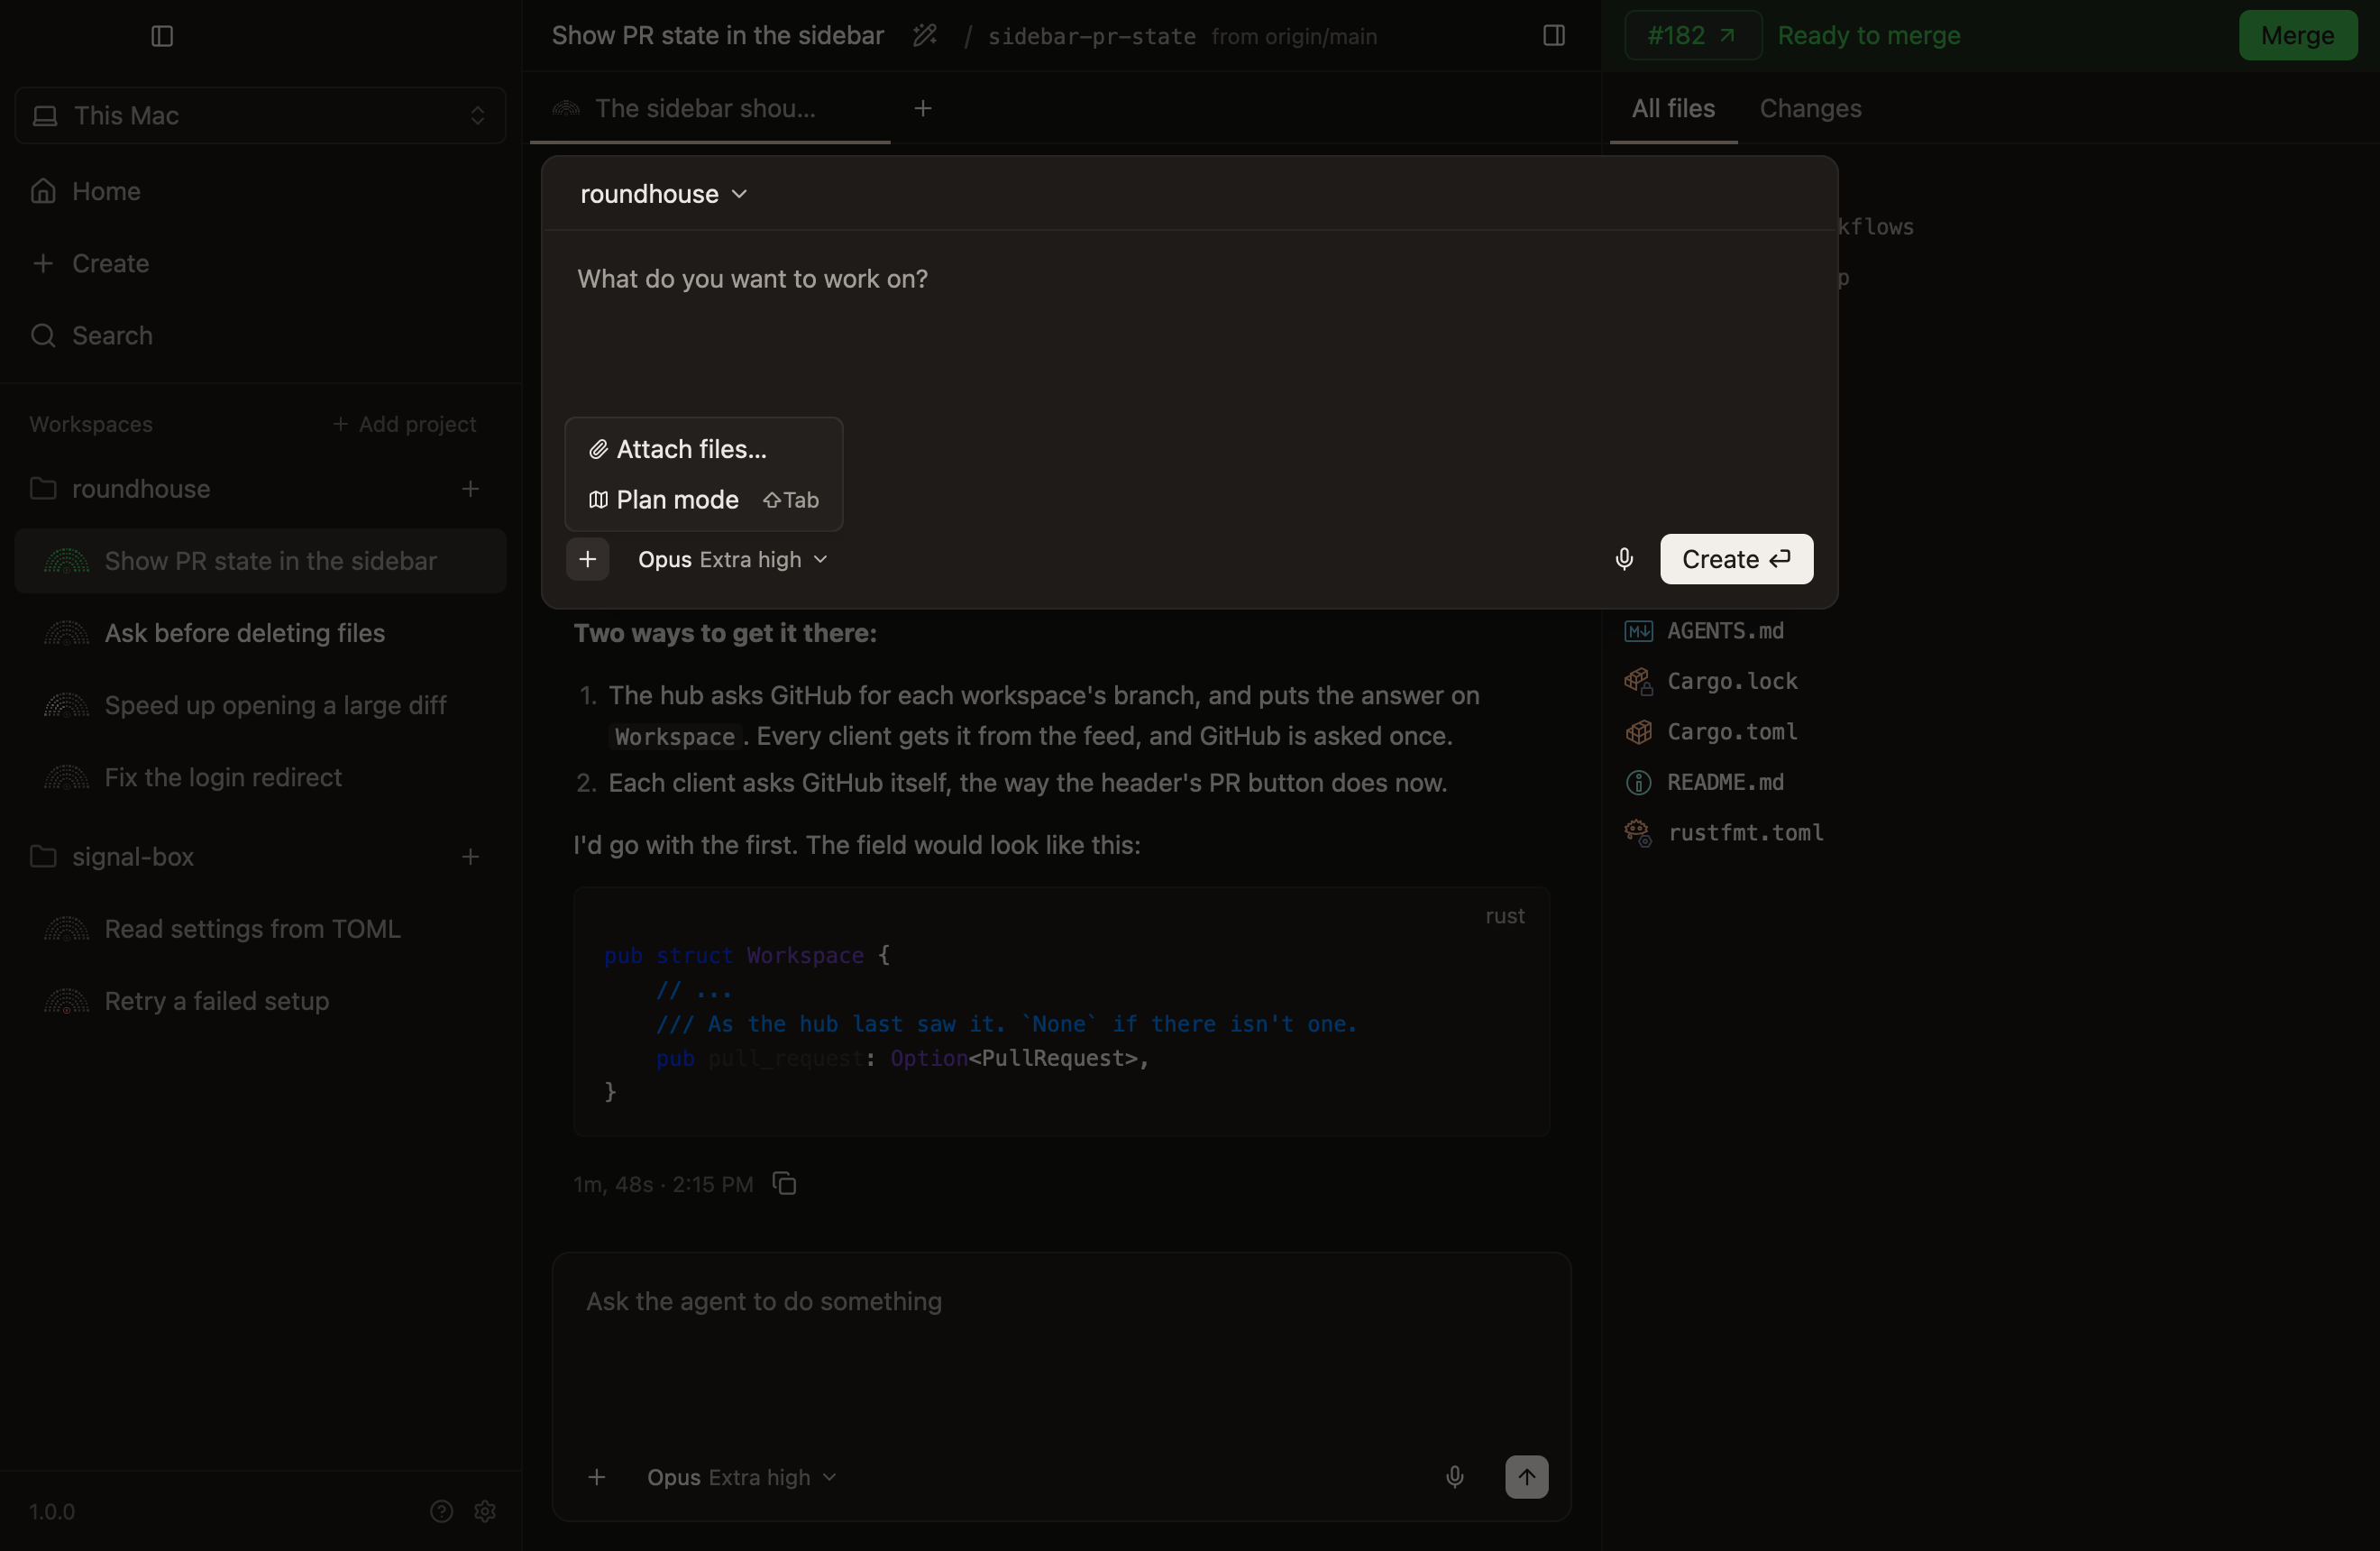 Show PR state in the sidebar / sidebar-pr-state from origin/main
#182 Ready to merge
Merge
This Mac
The sidebar shou...
All files Changes
Home
Create
Search
roundhouse
What do you want to work on?
Attach files...
Plan mode Tab
Opus Extra high
Create
Workspaces
Add project
roundhouse
Show PR state in the sidebar
Ask before deleting files
Speed up opening a large diff
Fix the login redirect
signal-box
Read settings from TOML
Retry a failed setup
1.0.0
Two ways to get it there:
1. The hub asks GitHub for each workspace's branch, and puts the answer on
Workspace. Every client gets it from the feed, and GitHub is asked once.
2. Each client asks GitHub itself, the way the header's PR button does now.
I'd go with the first. The field would look like this:
rust
pub struct Workspace {
// ...
/// As the hub last saw it. `None` if there isn't one.
pub pull_request: Option<PullRequest>,
}
1m, 48s · 2:15 PM
Ask the agent to do something
Opus Extra high
kflows
p
AGENTS.md
Cargo.lock
Cargo.toml
README.md
rustfmt.toml